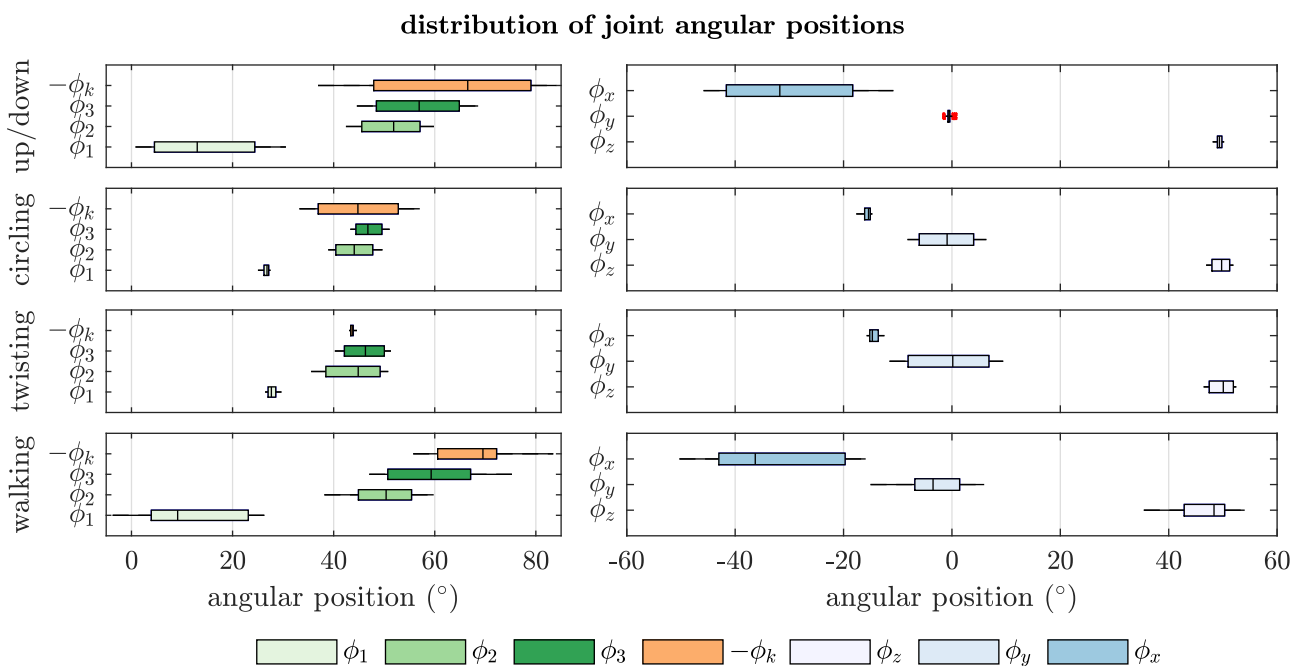 distribution of joint angular positions
up/down
−ϕk
ϕ3
ϕ2
ϕ1
ϕx
ϕy
ϕz
circling
−ϕk
ϕ3
ϕ2
ϕ1
ϕx
ϕy
ϕz
twisting
−ϕk
ϕ3
ϕ2
ϕ1
ϕx
ϕy
ϕz
walking
−ϕk
ϕ3
ϕ2
ϕ1
ϕx
ϕy
ϕz
0 20 40 60 80
-60 -40 -20 0 20 40 60
angular position (°)
angular position (°)
ϕ1 ϕ2 ϕ3 −ϕk ϕz ϕy ϕx